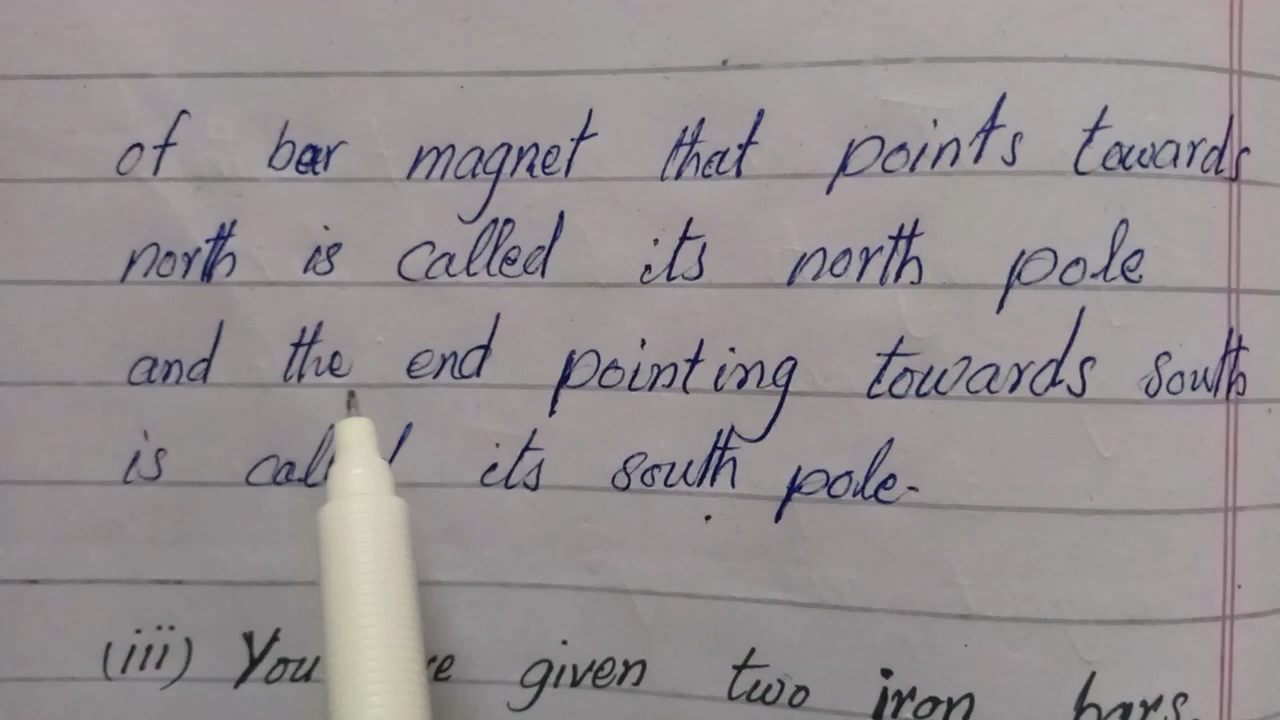 of bar magnet that points towards
north is called its north pole
and the end pointing towards south
is its south pole.
(iii) You given two iron bars.